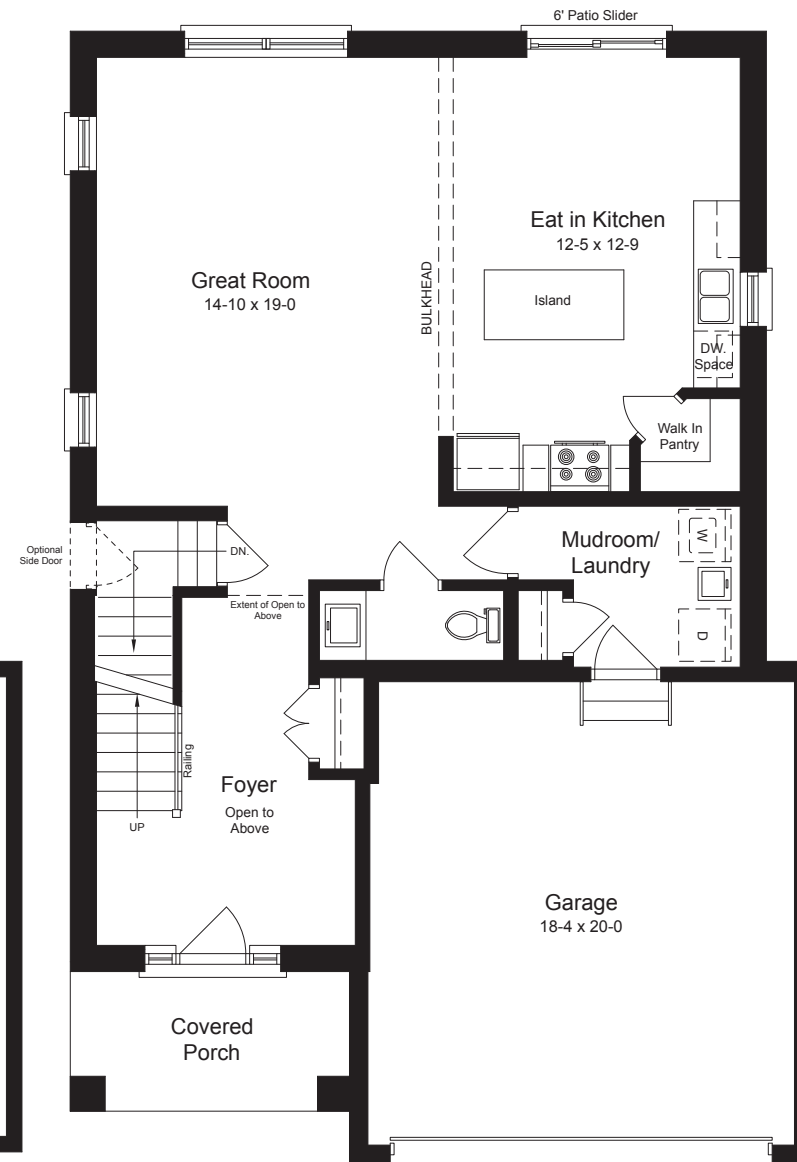 6' Patio Slider
Eat in Kitchen
12-5 x 12-9
Great Room
14-10 x 19-0
BULKHEAD
Island
DW.
Space
Walk In
Pantry
Mudroom/
Laundry
W
D
Optional
Side Door
DN.
Extent of Open to
Above
Railing
UP
Foyer
Open to
Above
Garage
18-4 x 20-0
Covered
Porch